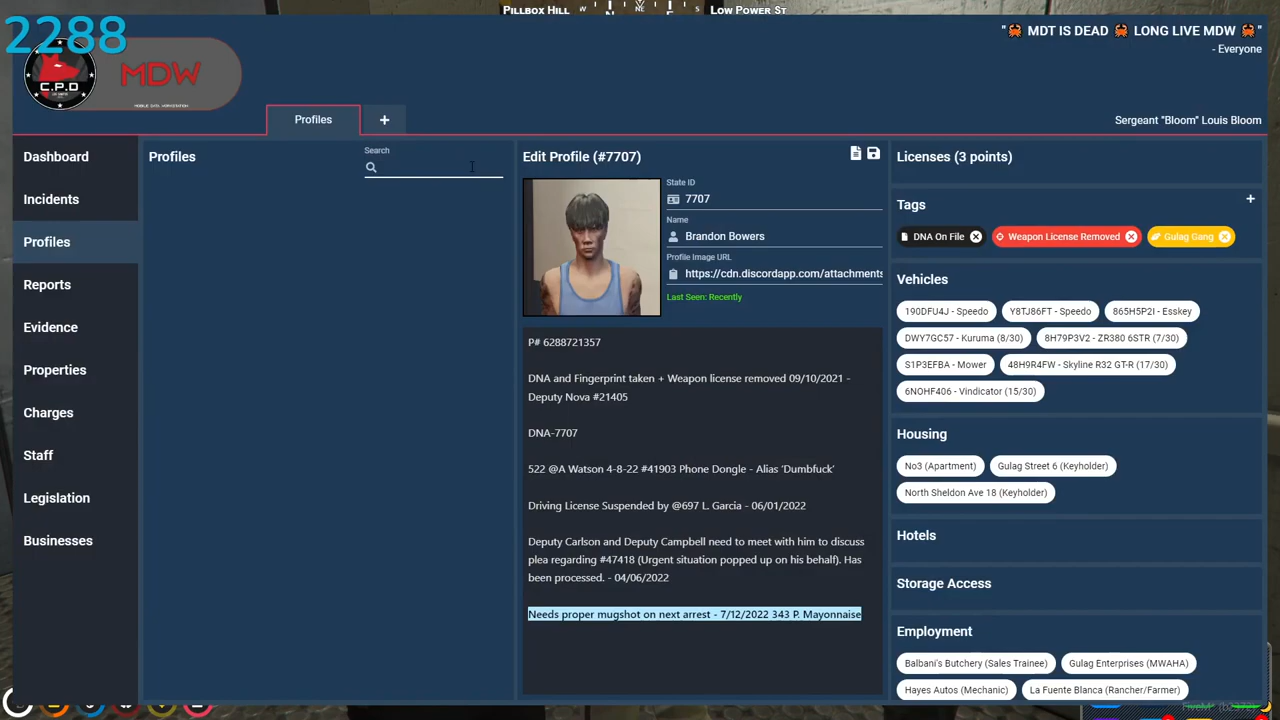 PILLBOX HILL
N
LOW POWER ST
2288
C.P.D
MDW
MOBILE DATA WORKSTATION
" MDT IS DEAD LONG LIVE MDW "
- Everyone
Profiles
+
Sergeant "Bloom" Louis Bloom
Dashboard
Incidents
Profiles
Reports
Evidence
Properties
Charges
Staff
Legislation
Businesses
Profiles
Search
Edit Profile (#7707)
State ID
7707
Name
Brandon Bowers
Profile Image URL
https://cdn.discordapp.com/attachments
Last Seen: Recently
P# 6288721357
DNA and Fingerprint taken + Weapon license removed 09/10/2021 -
Deputy Nova #21405
DNA-7707
522 @A Watson 4-8-22 #41903 Phone Dongle - Alias ‘Dumbfuck’
Driving License Suspended by @697 L. Garcia - 06/01/2022
Deputy Carlson and Deputy Campbell need to meet with him to discuss
plea regarding #47418 (Urgent situation popped up on his behalf). Has
been processed. - 04/06/2022
Needs proper mugshot on next arrest - 7/12/2022 343 P. Mayonnaise
Licenses (3 points)
Tags
+
DNA On File
Weapon License Removed
Gulag Gang
Vehicles
190DFU4J - Speedo
Y8TJ86FT - Speedo
865H5P2I - Esskey
DWY7GC57 - Kuruma (8/30)
8H79P3V2 - ZR380 6STR (7/30)
S1P3EFBA - Mower
48H9R4FW - Skyline R32 GT-R (17/30)
6NOHF406 - Vindicator (15/30)
Housing
No3 (Apartment)
Gulag Street 6 (Keyholder)
North Sheldon Ave 18 (Keyholder)
Hotels
Storage Access
Employment
Balbani's Butchery (Sales Trainee)
Gulag Enterprises (MWAHA)
Hayes Autos (Mechanic)
La Fuente Blanca (Rancher/Farmer)